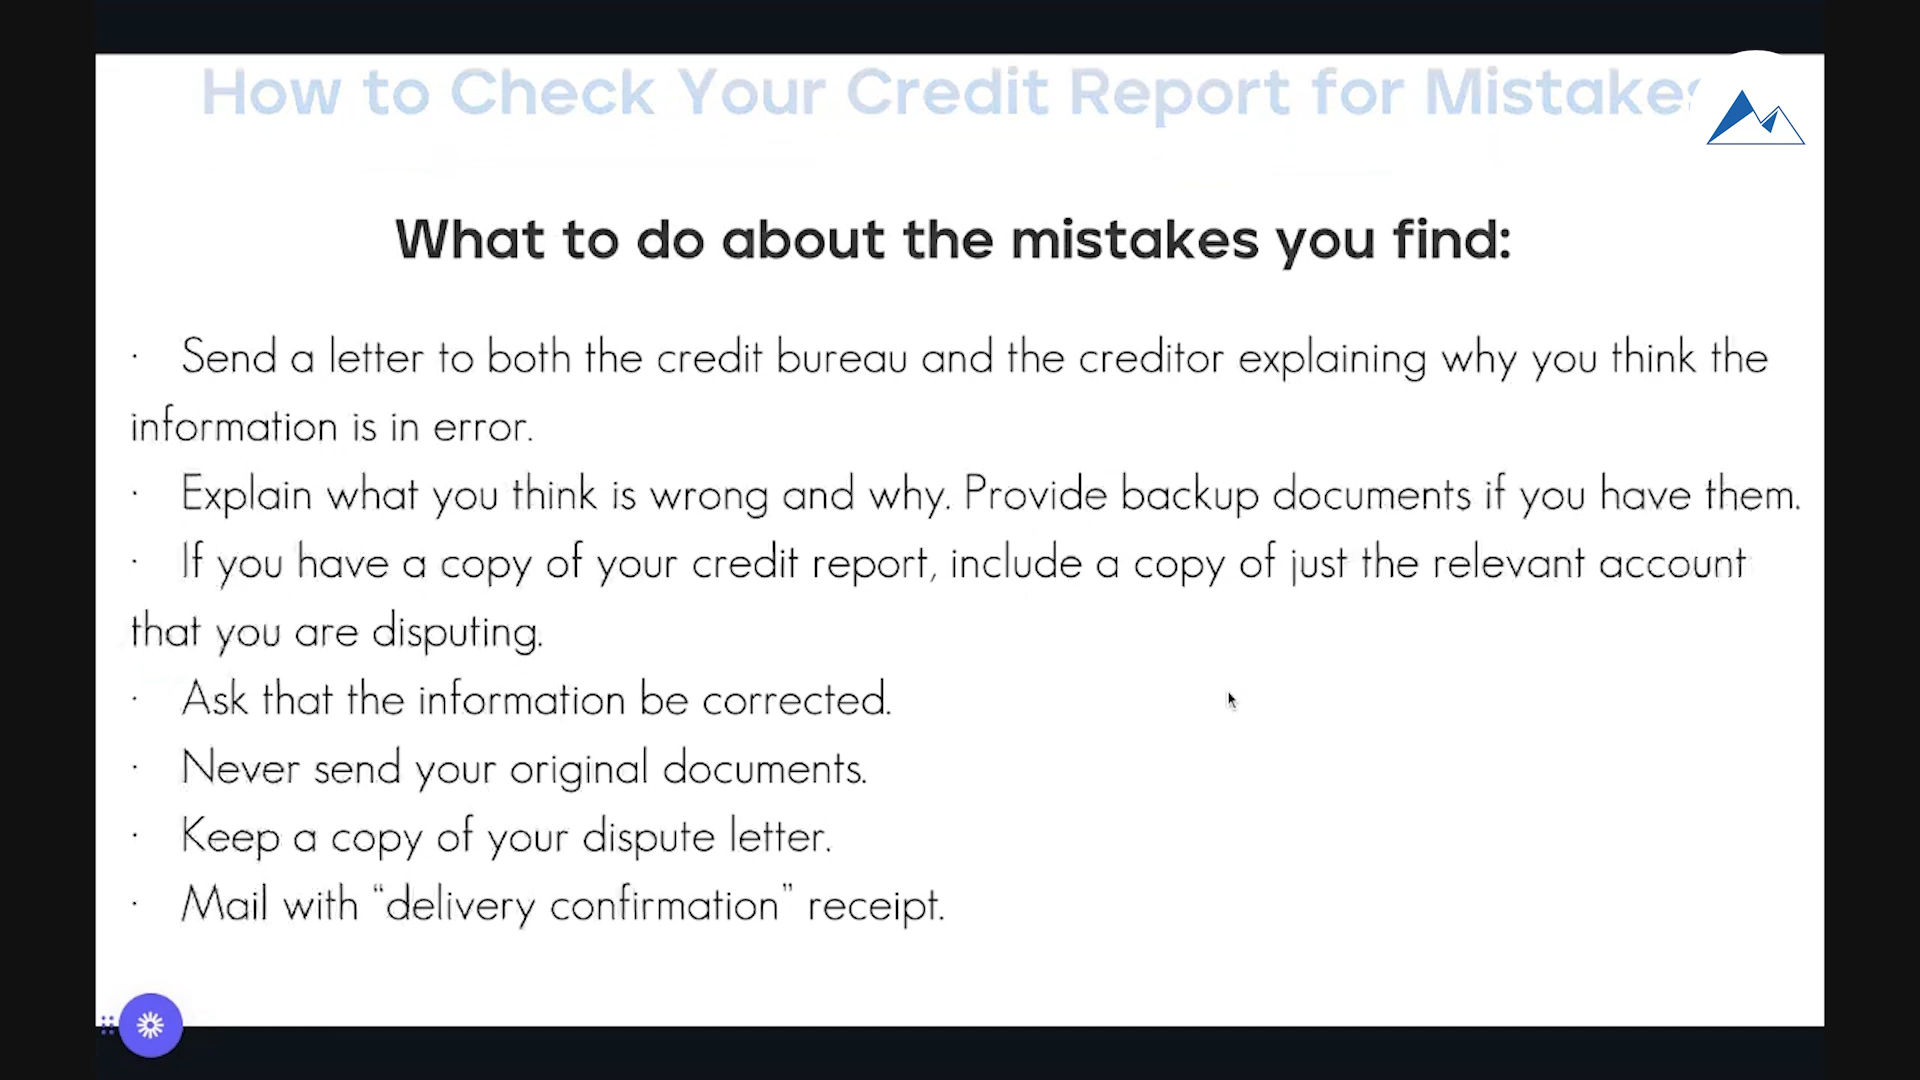 How to Check Your Credit Report for Mistakes
What to do about the mistakes you find:
· Send a letter to both the credit bureau and the creditor explaining why you think the
information is in error.
· Explain what you think is wrong and why. Provide backup documents if you have them.
· If you have a copy of your credit report, include a copy of just the relevant account
that you are disputing.
· Ask that the information be corrected.
· Never send your original documents.
· Keep a copy of your dispute letter.
· Mail with “delivery confirmation” receipt.